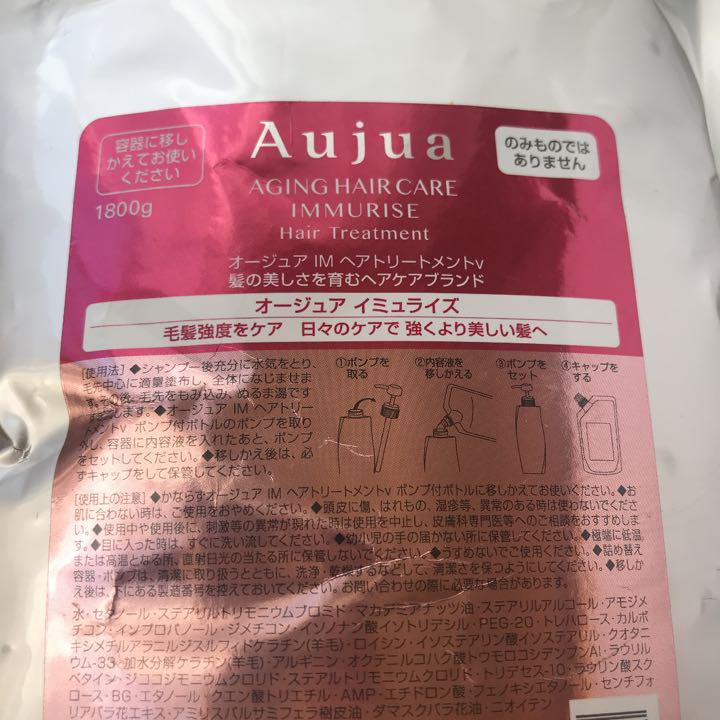 容器に移し
かえてお使い
ください
Aujua
のみものでは
ありません
AGING HAIR CARE
IMMURISE
1800g
Hair Treatment
オージュア IM ヘアトリートメントv
髪の美しさを育むヘアケアブランド
オージュア イミュライズ
毛髪強度をケア 日々のケアで 強くより美しい髪へ
[使用法] ◆シャンプー後充分に水気をとり、
毛先中心に適量塗布し、全体になじませま
す。その後、毛先をもみ込み、ぬるま湯です
すぎします。◆オージュア IM ヘアトリー
トメントv ポンプ付ボトルのポンプを取り
外し、容器に内容液を入れたあと、ポンプ
をセットしてください。◆移しかえ後は、必
ずキャップをして保管してください。
①ポンプを
取る
②内容液を
移しかえる
③ポンプを
セット
④キャップを
する
[使用上の注意] ◆かならずオージュア IM ヘアトリートメントv ポンプ付ボトルに移しかえてお使いください。◆お
肌に合わない時は、ご使用をおやめください。◆頭皮に傷、はれもの、湿疹等、異常のある時は使わないでくださ
い。◆使用中や使用後に、刺激等の異常が現れた時は使用を中止し、皮膚科専門医等へのご相談をおすすめしま
す。◆目に入った時は、すぐに洗い流してください。◆幼小児の手の届かない所に保管してください。◆極端に低温
または高温となる所、直射日光の当たる所に保管しないでください。◆うすめないでご使用ください。◆詰め替え
容器・ポンプは、清潔に取り扱うとともに、洗浄・乾燥するなどして、清潔さを保つようにしてください。◆移しか
え後は、にある製造番号を控えておいてください。お問い合わせの際に必要な場合があります。
水・セタノール・ステアリルトリモニウムブロミド・マカデミアナッツ油・ステアリルアルコール・アモジメ
チコン・イソプロパノール・ジメチコン・イソノナン酸イソトリデシル・PEG-20・トレハロース・カルボ
キシメチルアラニルジスルフィドケラチン(羊毛)・ロイシン・イソステアリン酸イソステアリル・クオタニ
ウム-33・加水分解ケラチン(羊毛)・アルギニン・オクテニルコハク酸トウモロコシデンプンAl・ラウリル
ベタイン・ジココジモニウムクロリド・ステアルトリモニウムクロリド・トリデセス-10・ラウリン酸スク
ロース・BG・エタノール・クエン酸トリエチル・AMP・エチドロン酸・フェノキシエタノール・センチフォ
リアバラ花エキス・アミリスバルサミフェラ樹皮油・ダマスクバラ花油・ニオイテン